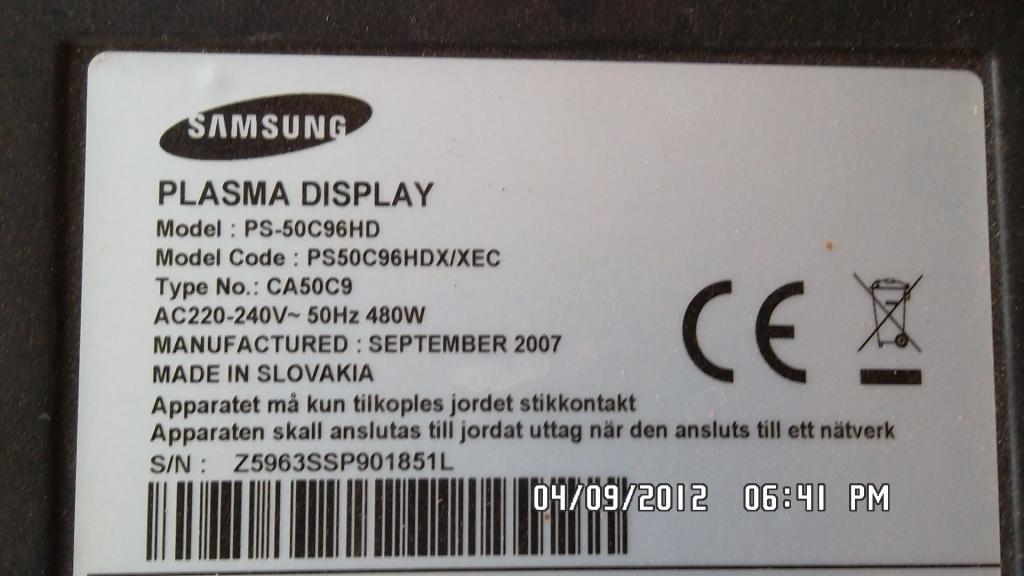 SAMSUNG
PLASMA DISPLAY
Model : PS-50C96HD
Model Code : PS50C96HDX/XEC
Type No.: CA50C9
AC220-240V~ 50Hz 480W
MANUFACTURED : SEPTEMBER 2007
MADE IN SLOVAKIA
Apparatet må kun tilkoples jordet stikkontakt
Apparaten skall anslutas till jordat uttag när den ansluts till ett nätverk
S/N : Z5963SSP901851L
CE
04/09/2012 06:41 PM